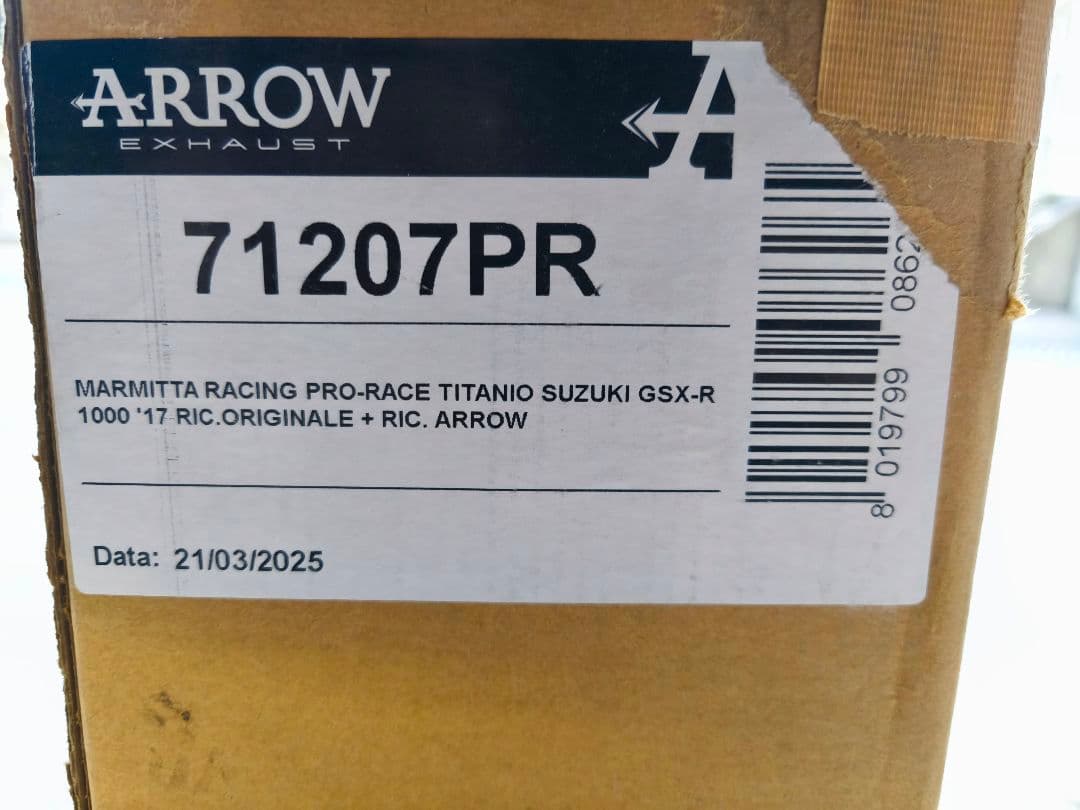 ARROW
EXHAUST
71207PR
MARMITTA RACING PRO-RACE TITANIO SUZUKI GSX-R
1000 '17 RIC.ORIGINALE + RIC. ARROW
Data: 21/03/2025
8 019799 0862